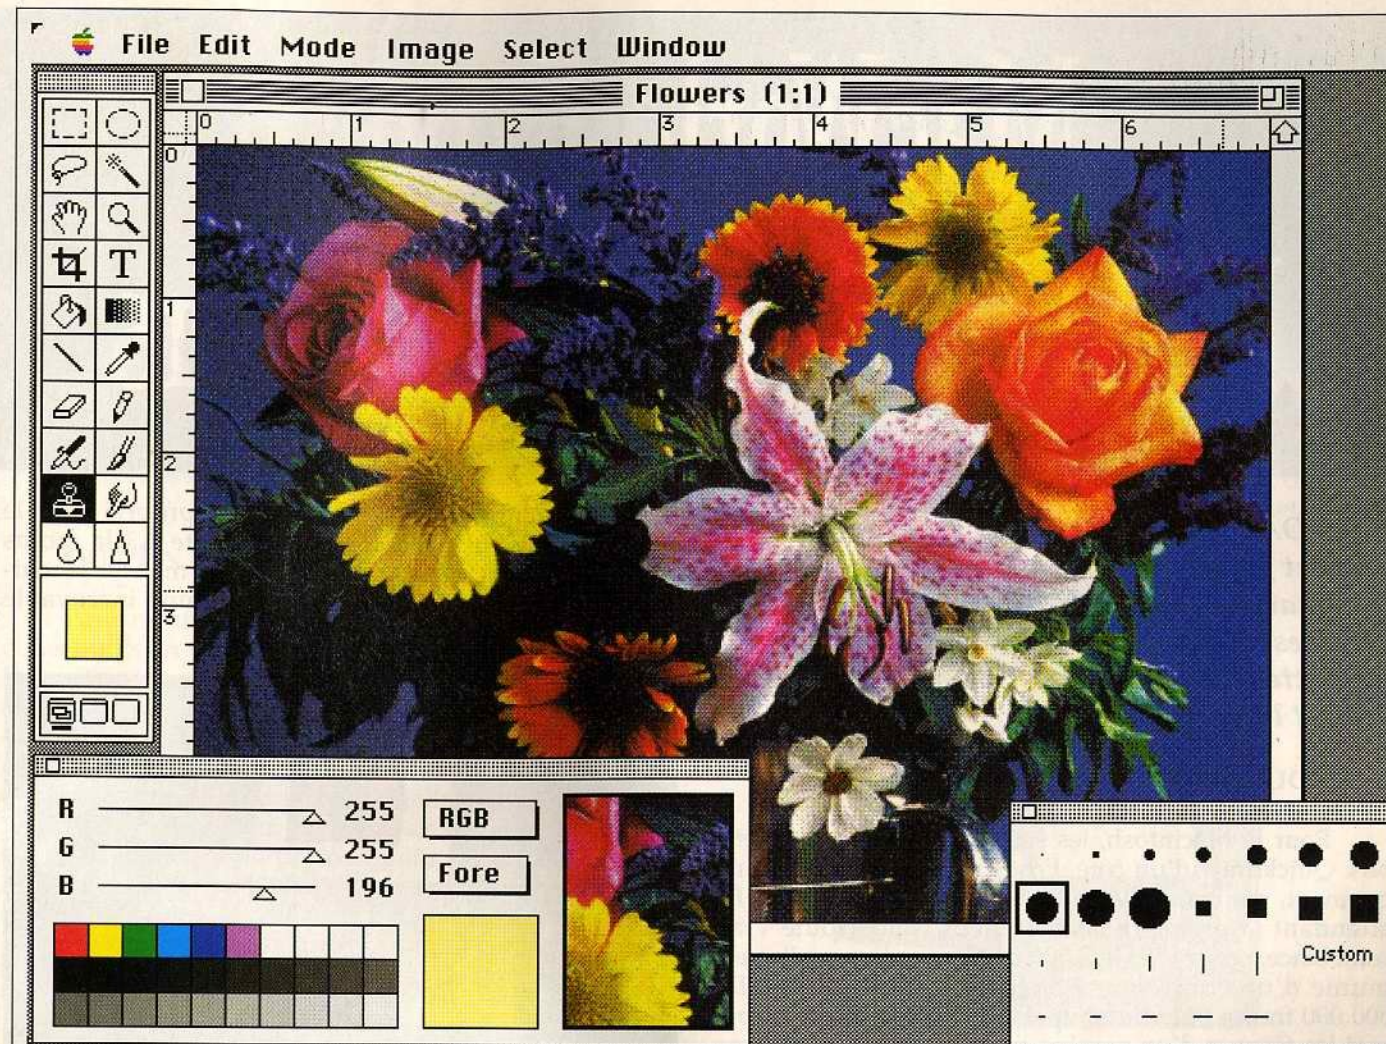 File Edit Mode Image Select Window
Flowers (1:1)
0 1 2 3 4 5 6
0
1
T
2
3
R 255
G 255
B 196
RGB
Fore
Custom